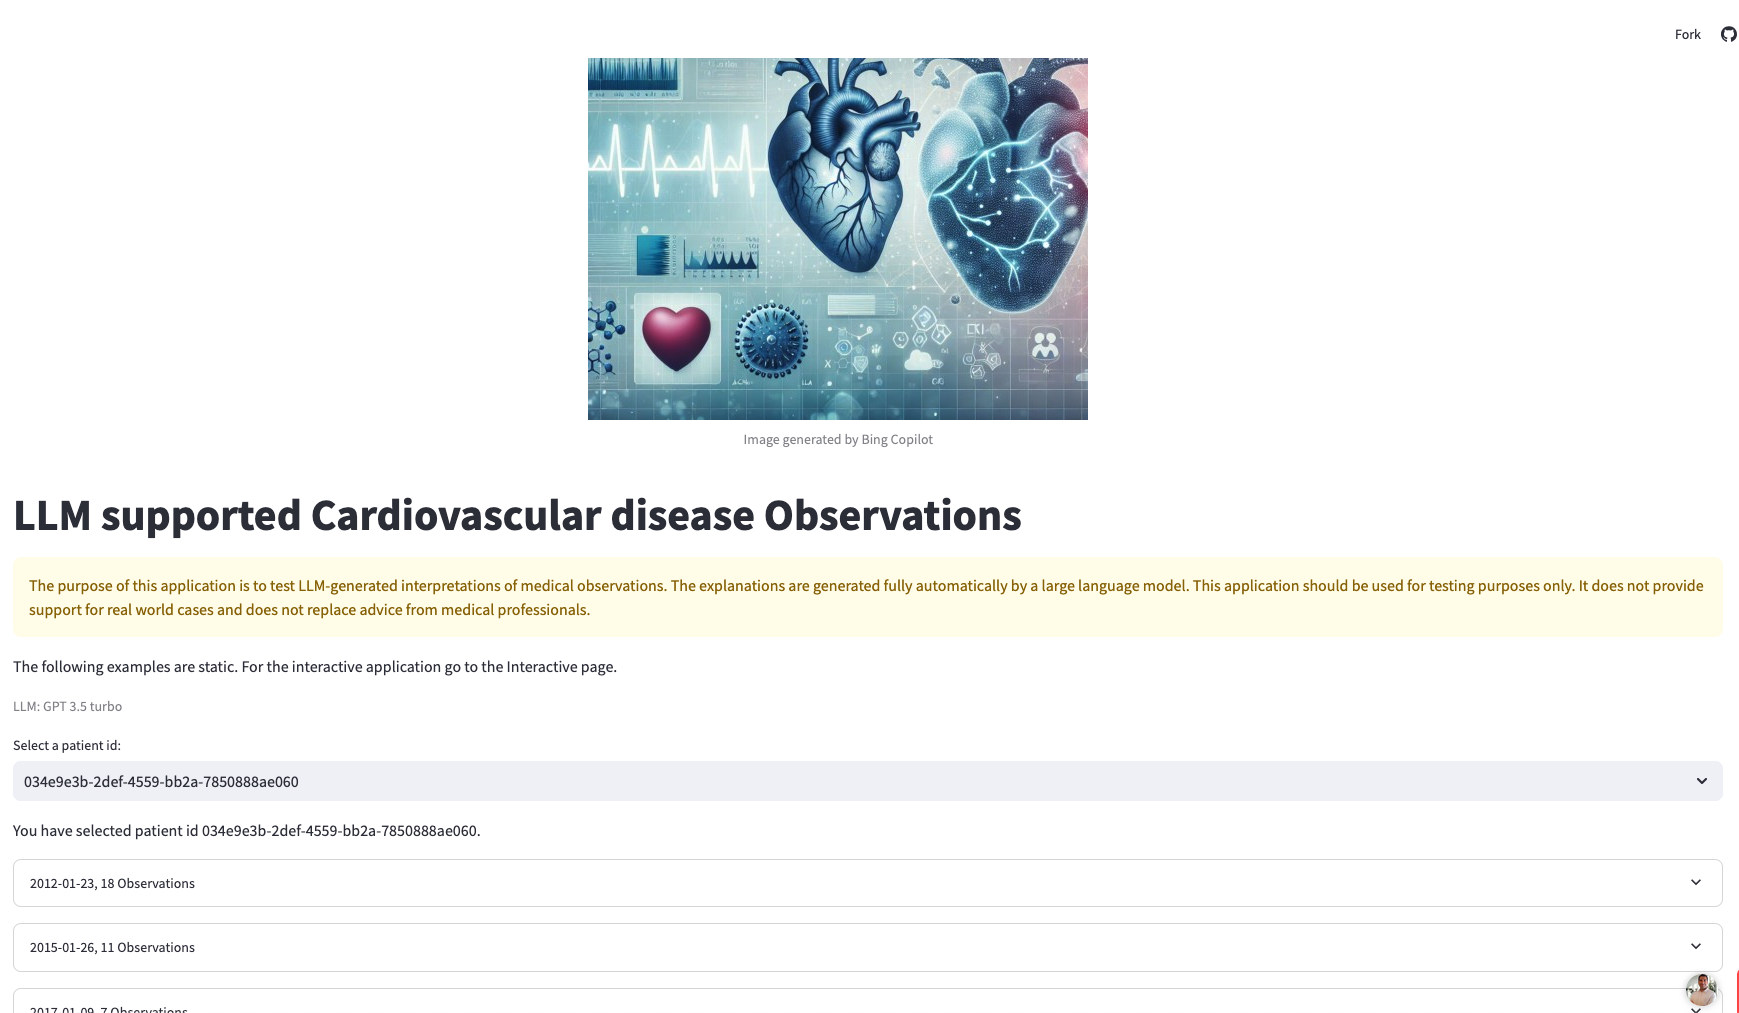 Fork
Image generated by Bing Copilot
LLM supported Cardiovascular disease Observations
The purpose of this application is to test LLM-generated interpretations of medical observations. The explanations are generated fully automatically by a large language model. This application should be used for testing purposes only. It does not provide
support for real world cases and does not replace advice from medical professionals.
The following examples are static. For the interactive application go to the Interactive page.
LLM: GPT 3.5 turbo
Select a patient id:
034e9e3b-2def-4559-bb2a-7850888ae060
You have selected patient id 034e9e3b-2def-4559-bb2a-7850888ae060.
2012-01-23, 18 Observations
2015-01-26, 11 Observations
2017-01-09, 7 Observations